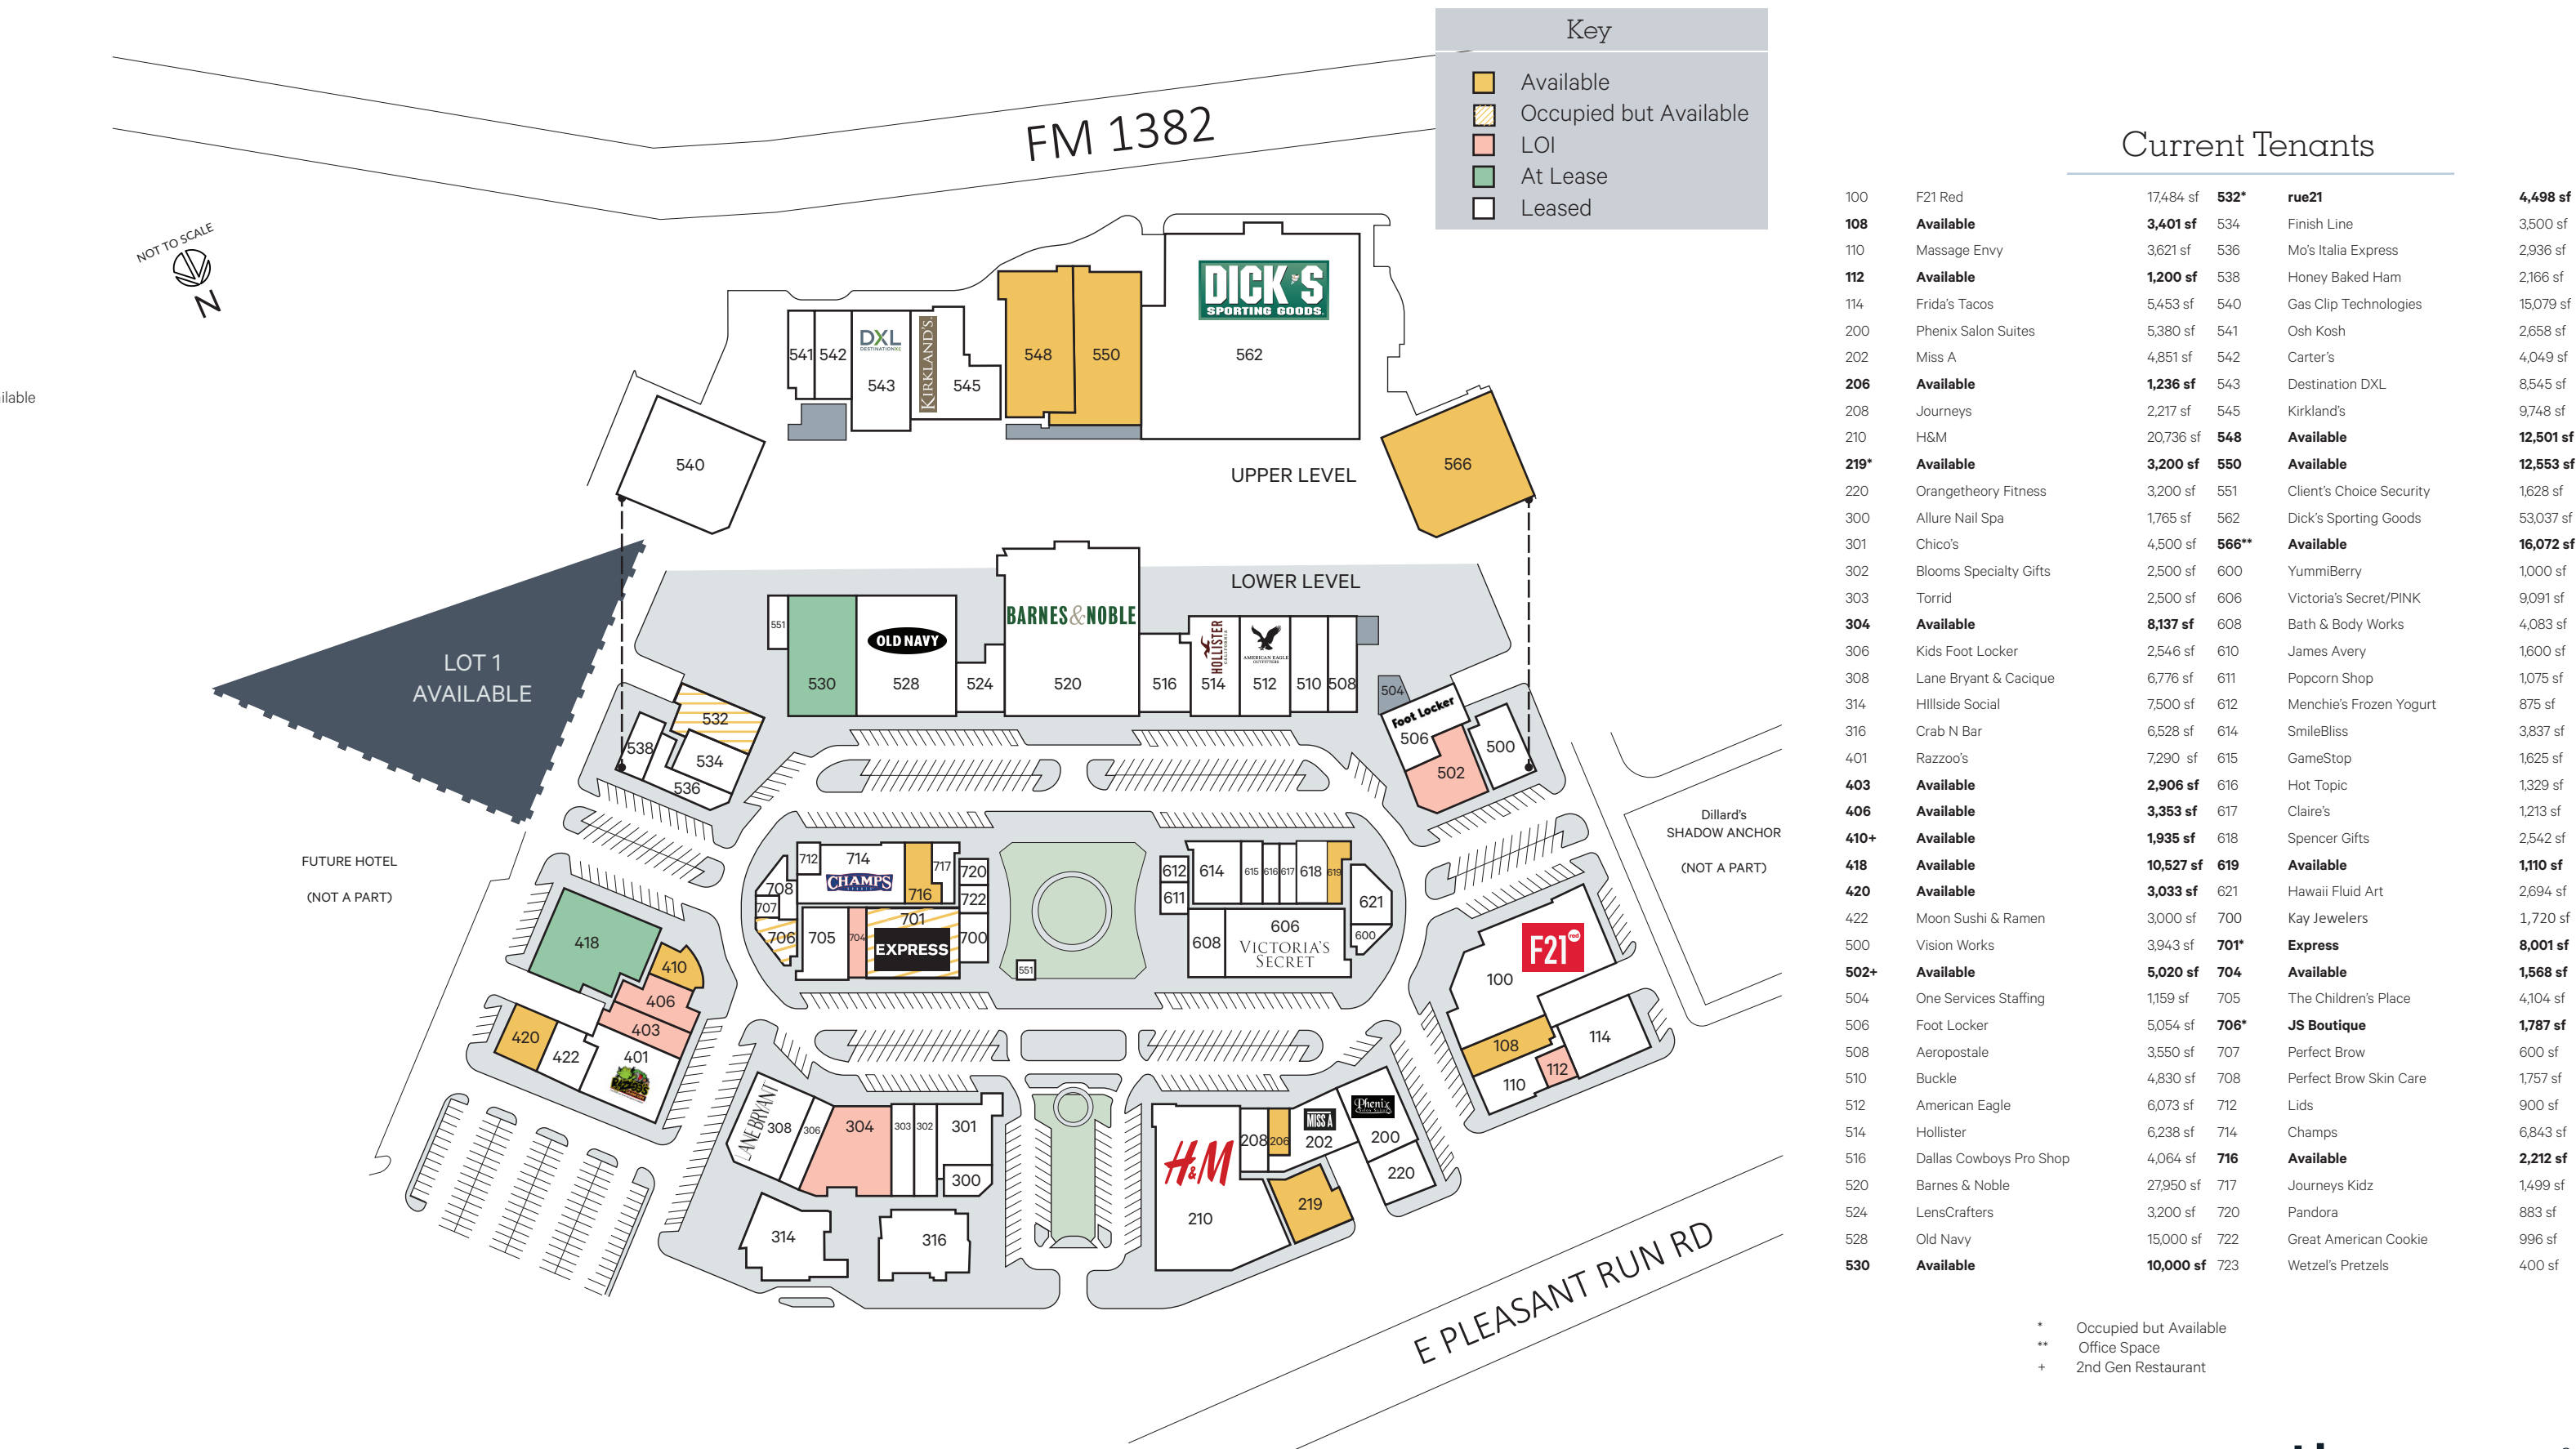 Key
Available
Occupied but Available
LOI
At Lease
Leased
FM 1382
NOT TO SCALE
N
ilable
DICK'S
SPORTING GOODS
DXL
DESTINATION XL
KIRKLAND'S
541 542 543 545 548 550 562
540
566
UPPER LEVEL
LOWER LEVEL
LOT 1
AVAILABLE
BARNES & NOBLE
OLD NAVY
HOLLISTER
CALIFORNIA
AMERICAN EAGLE
OUTFITTERS
551 530 528 524 520 516 514 512 510 508
504
Foot Locker
506 502 500
532
538 534
536
Dillard's
SHADOW ANCHOR
(NOT A PART)
FUTURE HOTEL
(NOT A PART)
712 714 717 720
CHAMPS
708 716 722
707 701
706 705 704 EXPRESS 700
551
612 614 615 616 617 618 619
611 621
606
608 VICTORIA'S
SECRET
600
418 410
406
403
420 422 401
RAZZOO'S
F21 red
100
108 114
112
110
LANE BRYANT
308 306 304 303 302 301
300
314 316
H&M
210
208 206
MISS A
202
Phenix
200
220
219
E PLEASANT RUN RD
Current Tenants
100 F21 Red 17,484 sf 532* rue21 4,498 sf
108 Available 3,401 sf 534 Finish Line 3,500 sf
110 Massage Envy 3,621 sf 536 Mo's Italia Express 2,936 sf
112 Available 1,200 sf 538 Honey Baked Ham 2,166 sf
114 Frida's Tacos 5,453 sf 540 Gas Clip Technologies 15,079 sf
200 Phenix Salon Suites 5,380 sf 541 Osh Kosh 2,658 sf
202 Miss A 4,851 sf 542 Carter's 4,049 sf
206 Available 1,236 sf 543 Destination DXL 8,545 sf
208 Journeys 2,217 sf 545 Kirkland's 9,748 sf
210 H&M 20,736 sf 548 Available 12,501 sf
219* Available 3,200 sf 550 Available 12,553 sf
220 Orangetheory Fitness 3,200 sf 551 Client's Choice Security 1,628 sf
300 Allure Nail Spa 1,765 sf 562 Dick's Sporting Goods 53,037 sf
301 Chico's 4,500 sf 566** Available 16,072 sf
302 Blooms Specialty Gifts 2,500 sf 600 YummiBerry 1,000 sf
303 Torrid 2,500 sf 606 Victoria's Secret/PINK 9,091 sf
304 Available 8,137 sf 608 Bath & Body Works 4,083 sf
306 Kids Foot Locker 2,546 sf 610 James Avery 1,600 sf
308 Lane Bryant & Cacique 6,776 sf 611 Popcorn Shop 1,075 sf
314 HIllside Social 7,500 sf 612 Menchie's Frozen Yogurt 875 sf
316 Crab N Bar 6,528 sf 614 SmileBliss 3,837 sf
401 Razzoo's 7,290 sf 615 GameStop 1,625 sf
403 Available 2,906 sf 616 Hot Topic 1,329 sf
406 Available 3,353 sf 617 Claire's 1,213 sf
410+ Available 1,935 sf 618 Spencer Gifts 2,542 sf
418 Available 10,527 sf 619 Available 1,110 sf
420 Available 3,033 sf 621 Hawaii Fluid Art 2,694 sf
422 Moon Sushi & Ramen 3,000 sf 700 Kay Jewelers 1,720 sf
500 Vision Works 3,943 sf 701* Express 8,001 sf
502+ Available 5,020 sf 704 Available 1,568 sf
504 One Services Staffing 1,159 sf 705 The Children's Place 4,104 sf
506 Foot Locker 5,054 sf 706* JS Boutique 1,787 sf
508 Aeropostale 3,550 sf 707 Perfect Brow 600 sf
510 Buckle 4,830 sf 708 Perfect Brow Skin Care 1,757 sf
512 American Eagle 6,073 sf 712 Lids 900 sf
514 Hollister 6,238 sf 714 Champs 6,843 sf
516 Dallas Cowboys Pro Shop 4,064 sf 716 Available 2,212 sf
520 Barnes & Noble 27,950 sf 717 Journeys Kidz 1,499 sf
524 LensCrafters 3,200 sf 720 Pandora 883 sf
528 Old Navy 15,000 sf 722 Great American Cookie 996 sf
530 Available 10,000 sf 723 Wetzel's Pretzels 400 sf
* Occupied but Available
** Office Space
+ 2nd Gen Restaurant